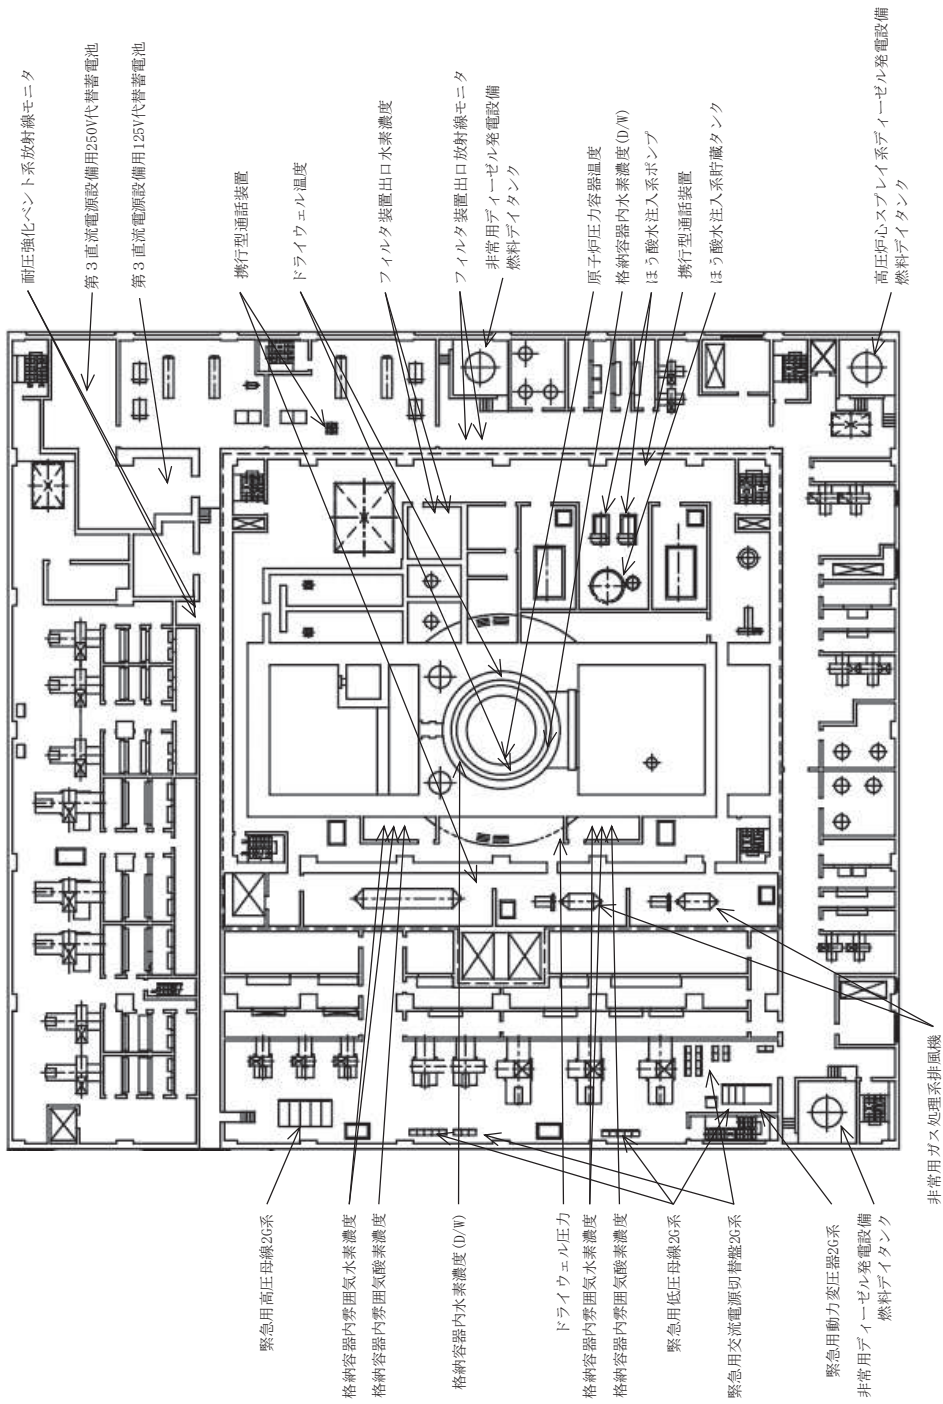 耐圧強化ベント系放射線モニタ
第３直流電源設備用250V代替蓄電池
第３直流電源設備用125V代替蓄電池
携行型通話装置
ドライウェル温度
フィルタ装置出口水素濃度
フィルタ装置出口放射線モニタ
非常用ディーゼル発電設備
燃料デイタンク
原子炉圧力容器温度
格納容器内水素濃度(D/W)
ほう酸水注入系ポンプ
携行型通話装置
ほう酸水注入系貯蔵タンク
高圧炉心スプレイ系ディーゼル発電設備
燃料デイタンク
緊急用高圧母線2G系
格納容器内雰囲気水素濃度
格納容器内雰囲気酸素濃度
格納容器内水素濃度(D/W)
ドライウェル圧力
格納容器内雰囲気水素濃度
格納容器内雰囲気酸素濃度
緊急用低圧母線2G系
緊急用交流電源切替盤2G系
緊急用動力変圧器2G系
非常用ディーゼル発電設備
燃料デイタンク
非常用ガス処理系排風機